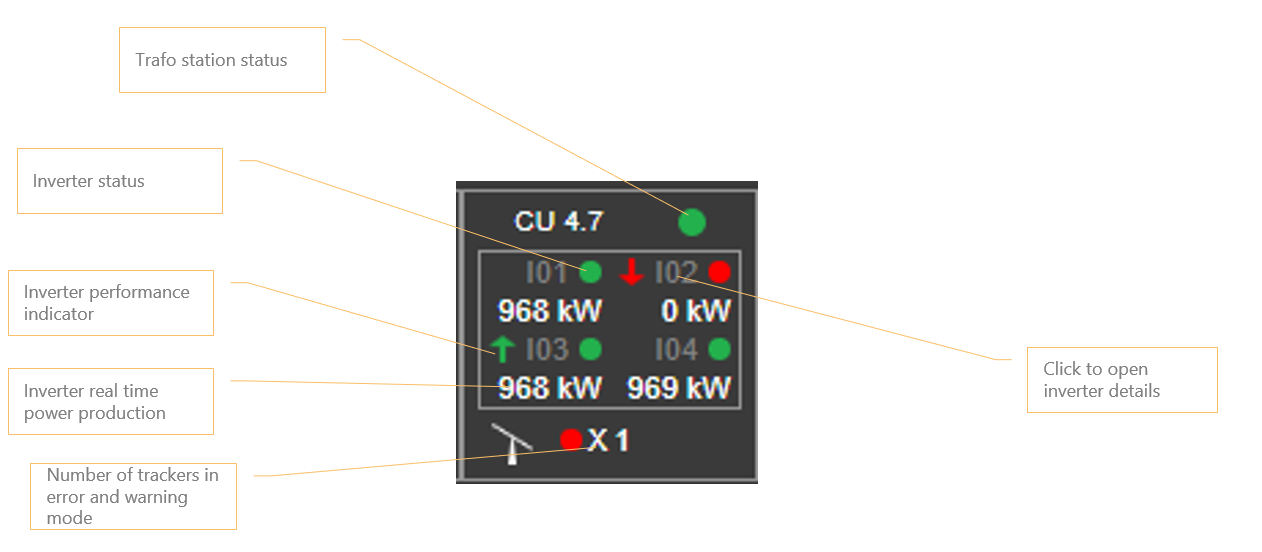 Trafo station status
Inverter status
CU 4.7
I01 I02
968 kW 0 kW
I03 I04
968 kW 969 kW
X 1
Inverter performance
indicator
Inverter real time
power production
Number of trackers in
error and warning
mode
Click to open
inverter details